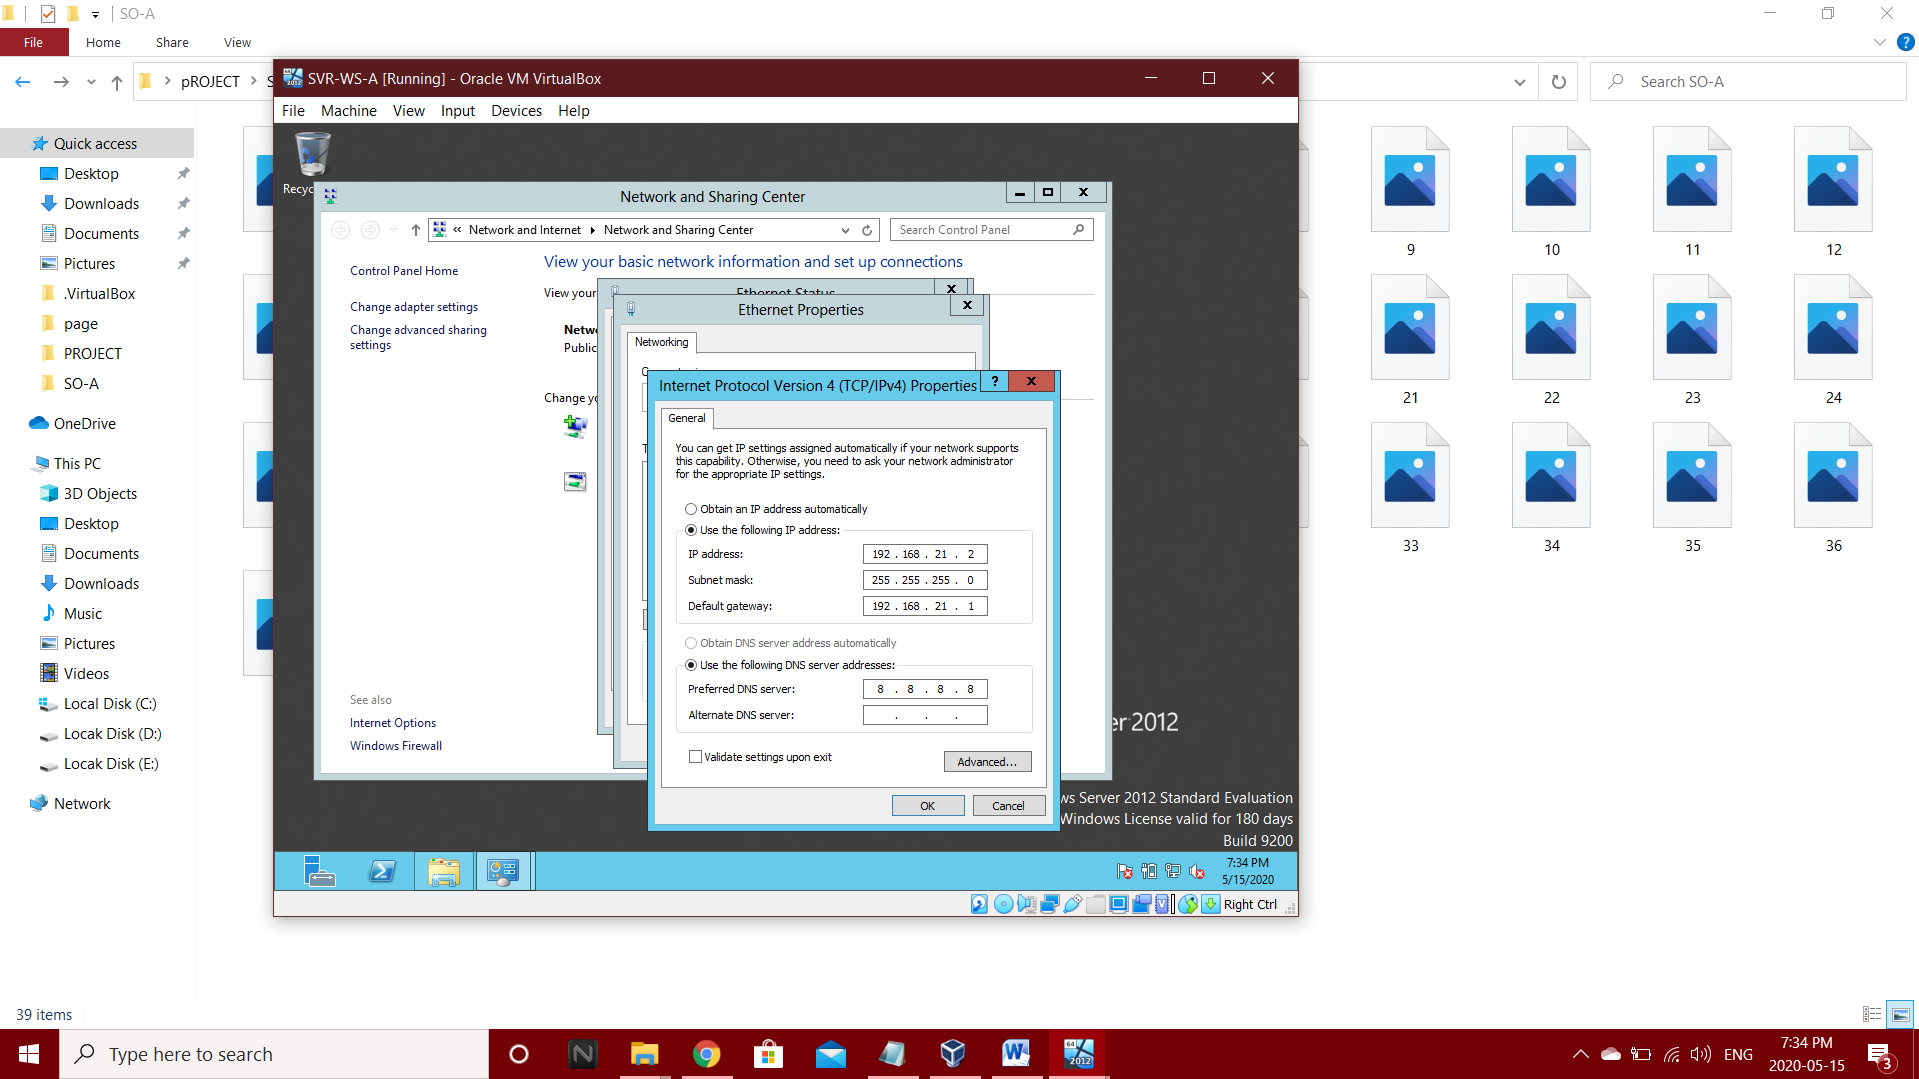 SO-A
File
Home
Share
View
pROJECT
Search SO-A
Quick access
Desktop
Downloads
Documents
Pictures
.VirtualBox
page
PROJECT
SO-A
OneDrive
This PC
3D Objects
Desktop
Documents
Downloads
Music
Pictures
Videos
Local Disk (C:)
Locak Disk (D:)
Locak Disk (E:)
Network
39 items
9
10
11
12
21
22
23
24
33
34
35
36
SVR-WS-A [Running] - Oracle VM VirtualBox
File Machine View Input Devices Help
Recyc
Network and Sharing Center
Network and Internet
Network and Sharing Center
Search Control Panel
Control Panel Home
Change adapter settings
Change advanced sharing
settings
See also
Internet Options
Windows Firewall
View your basic network information and set up connections
View your
Netwo
Public
Change yo
Ethernet Status
Ethernet Properties
Networking
Internet Protocol Version 4 (TCP/IPv4) Properties
General
You can get IP settings assigned automatically if your network supports
this capability. Otherwise, you need to ask your network administrator
for the appropriate IP settings.
Obtain an IP address automatically
Use the following IP address:
IP address: 192 . 168 . 21 . 2
Subnet mask: 255 . 255 . 255 . 0
Default gateway: 192 . 168 . 21 . 1
Obtain DNS server address automatically
Use the following DNS server addresses:
Preferred DNS server: 8 . 8 . 8 . 8
Alternate DNS server: . . .
Validate settings upon exit
Advanced...
OK
Cancel
er 2012
ws Server 2012 Standard Evaluation
Windows License valid for 180 days
Build 9200
7:34 PM
5/15/2020
Right Ctrl
Type here to search
ENG
7:34 PM
2020-05-15
3